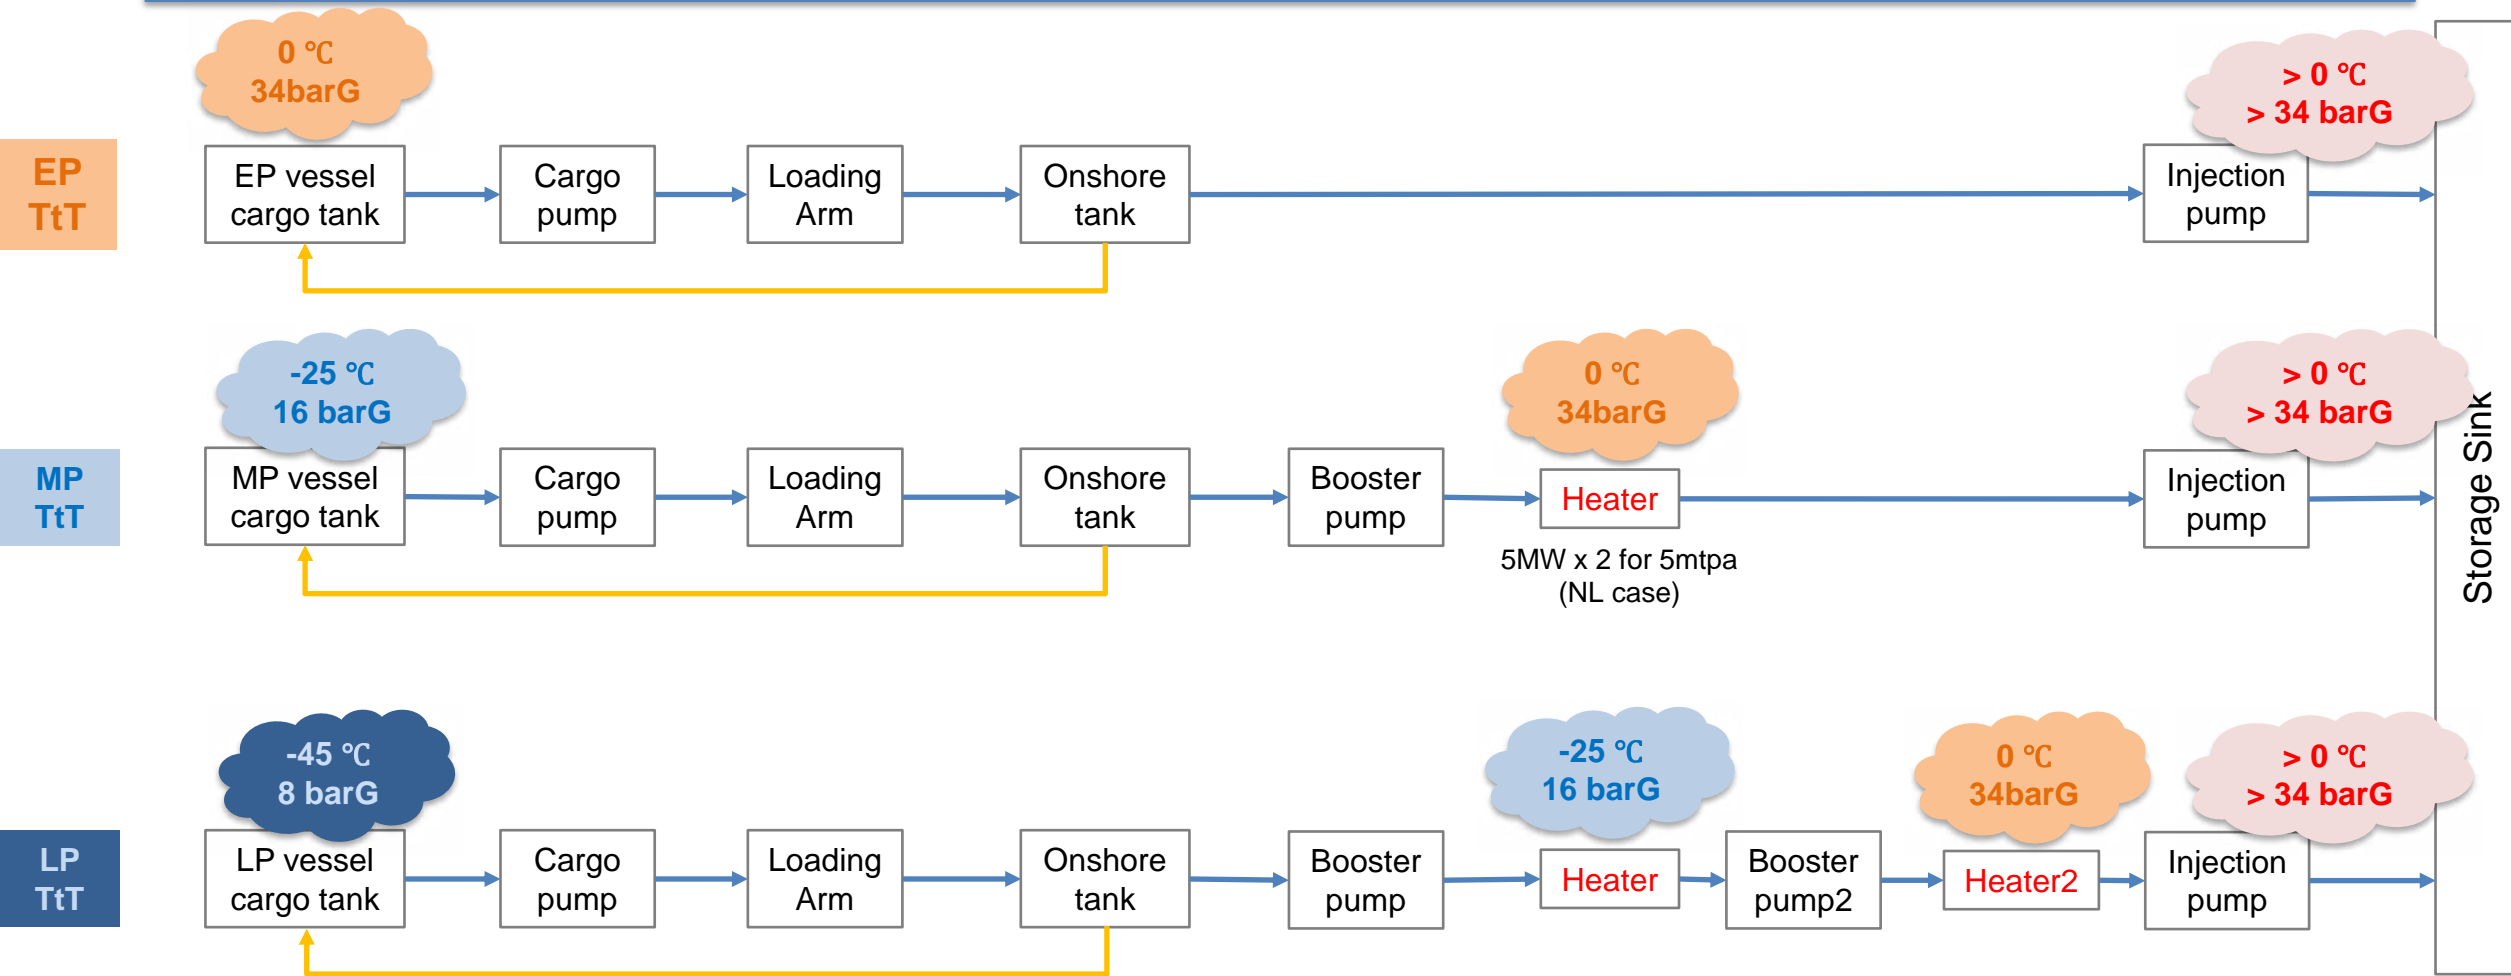 0 ℃
34barG
> 0 ℃
> 34 barG
EP
TtT
EP vessel
cargo tank
Cargo
pump
Loading
Arm
Onshore
tank
Injection
pump
-25 ℃
16 barG
0 ℃
34barG
> 0 ℃
> 34 barG
MP
TtT
MP vessel
cargo tank
Cargo
pump
Loading
Arm
Onshore
tank
Booster
pump
Heater
5MW x 2 for 5mtpa
(NL case)
Injection
pump
Storage Sink
-45 ℃
8 barG
-25 ℃
16 barG
0 ℃
34barG
> 0 ℃
> 34 barG
LP
TtT
LP vessel
cargo tank
Cargo
pump
Loading
Arm
Onshore
tank
Booster
pump
Heater
Booster
pump2
Heater2
Injection
pump